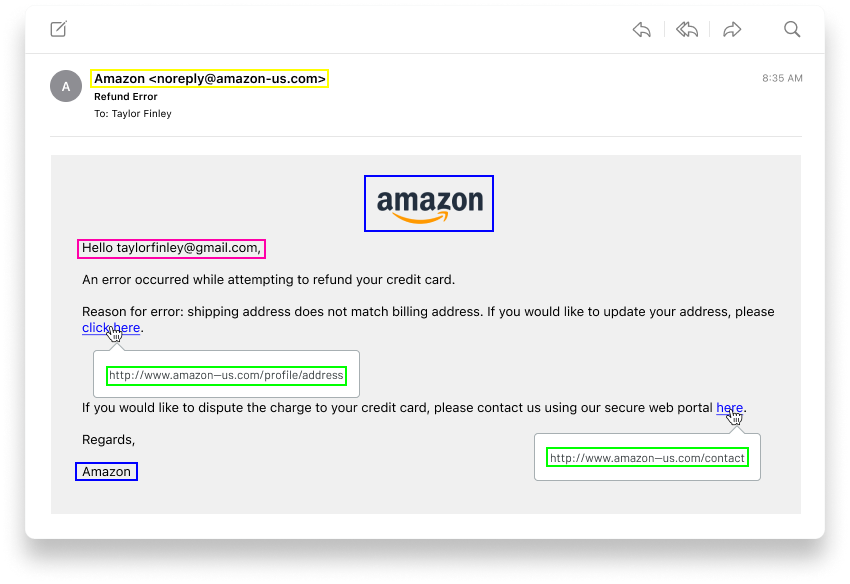 8:35 AM
A
Amazon <noreply@amazon-us.com>
Refund Error
To: Taylor Finley
amazon
Hello taylorfinley@gmail.com,
An error occurred while attempting to refund your credit card.
Reason for error: shipping address does not match billing address. If you would like to update your address, please
click here.
http://www.amazon—us.com/profile/address
If you would like to dispute the charge to your credit card, please contact us using our secure web portal here.
Regards,
http://www.amazon—us.com/contact
Amazon